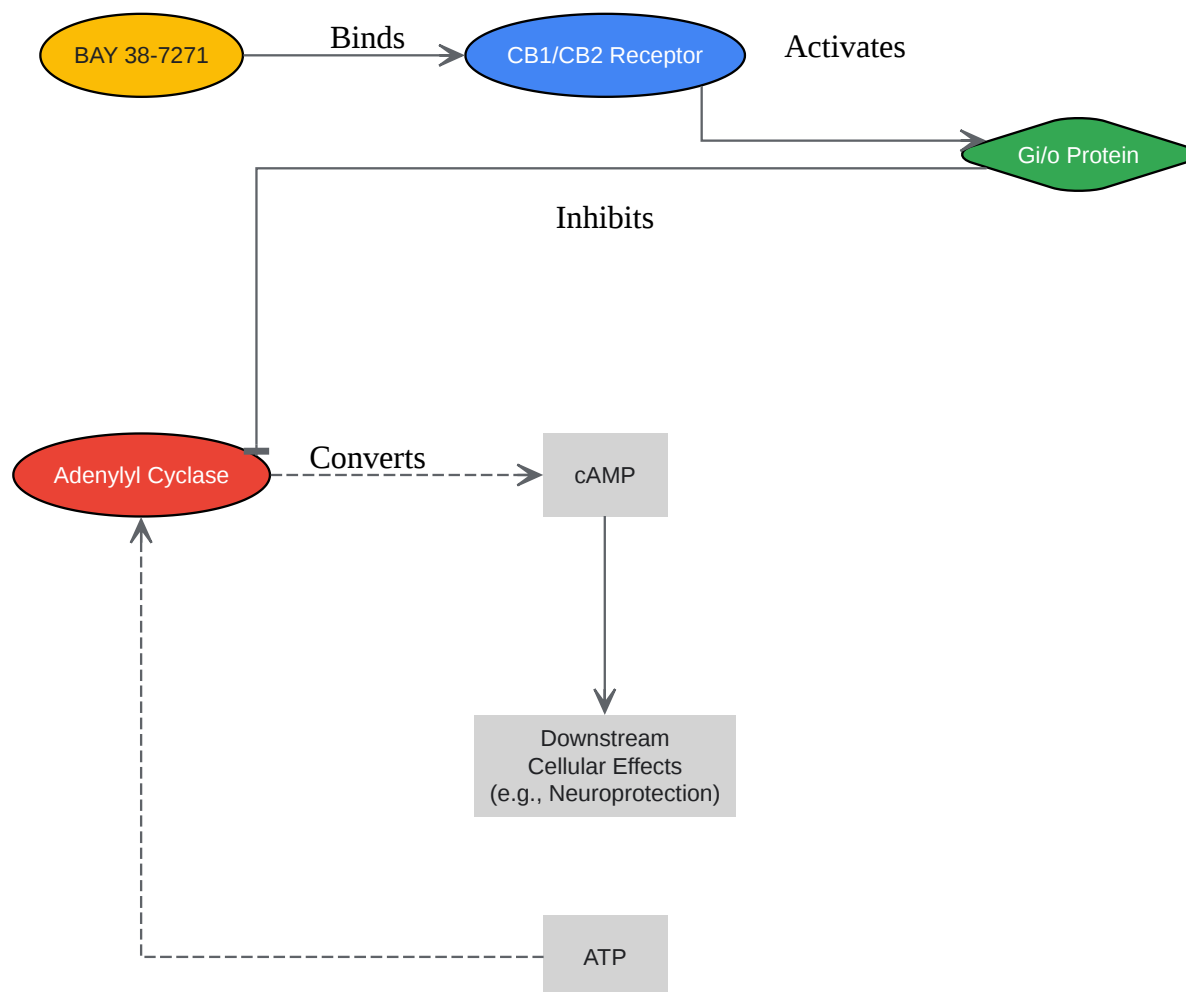 BAY 38-7271
Binds
CB1/CB2 Receptor
Activates
Gi/o Protein
Inhibits
Adenylyl Cyclase
Converts
cAMP
Downstream
Cellular Effects
(e.g., Neuroprotection)
ATP